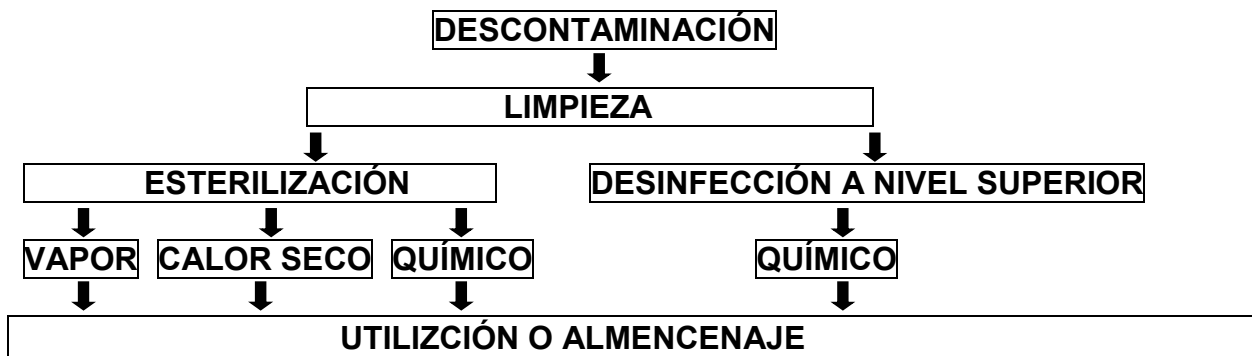 DESCONTAMINACIÓN
LIMPIEZA
ESTERILIZACIÓN DESINFECCIÓN A NIVEL SUPERIOR
VAPOR CALOR SECO QUÍMICO QUÍMICO
UTILIZCIÓN O ALMENCENAJE